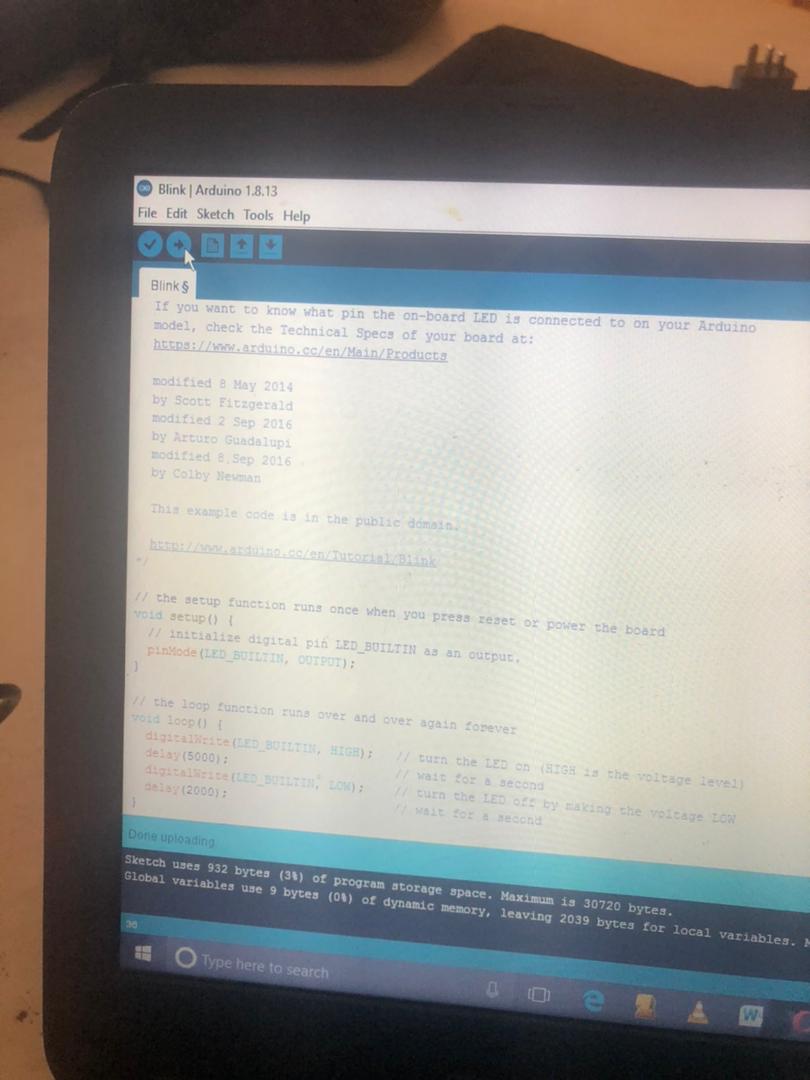 Blink | Arduino 1.8.13
File Edit Sketch Tools Help
Blink §
If you want to know what pin the on-board LED is connected to on your Arduino
model, check the Technical Specs of your board at:
https://www.arduino.cc/en/Main/Products
modified 8 May 2014
by Scott Fitzgerald
modified 2 Sep 2016
by Arturo Guadalupi
modified 8 Sep 2016
by Colby Newman
This example code is in the public domain.
http://www.arduino.cc/en/Tutorial/Blink
*/
// the setup function runs once when you press reset or power the board
void setup() {
// initialize digital pin LED_BUILTIN as an output.
pinMode(LED_BUILTIN, OUTPUT);
}
// the loop function runs over and over again forever
void loop() {
digitalWrite(LED_BUILTIN, HIGH); // turn the LED on (HIGH is the voltage level)
delay(5000); // wait for a second
digitalWrite(LED_BUILTIN, LOW); // turn the LED off by making the voltage LOW
delay(2000); // wait for a second
}
Done uploading
Sketch uses 932 bytes (3%) of program storage space. Maximum is 30720 bytes.
Global variables use 9 bytes (0%) of dynamic memory, leaving 2039 bytes for local variables. M
36
Type here to search
W